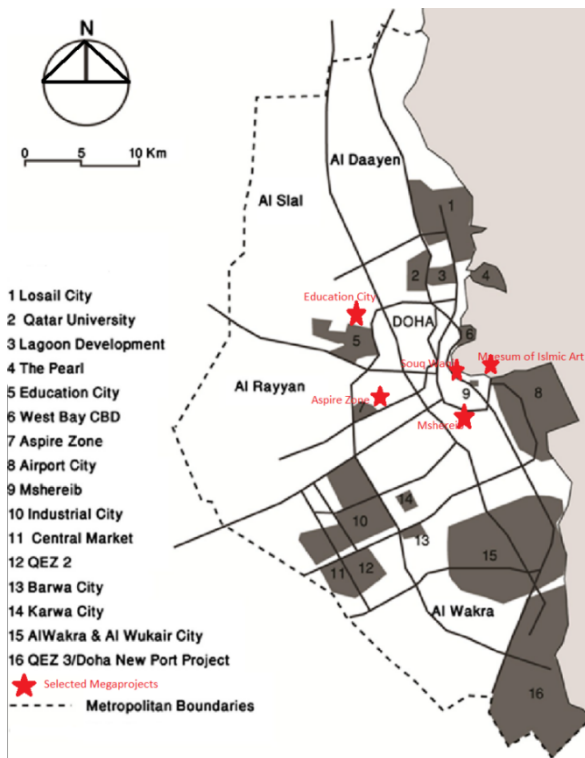 N
0 5 10 Km
Al Daayen
Al Slal
1
2
3
4
Education City
DOHA
5
6
Souq Waqif
Meesum of Islmic Art
Al Rayyan
Aspire Zone
7
8
9
Mshereib
14
10
13
15
11
12
Al Wakra
16
1 Losail City
2 Qatar University
3 Lagoon Development
4 The Pearl
5 Education City
6 West Bay CBD
7 Aspire Zone
8 Airport City
9 Mshereib
10 Industrial City
11 Central Market
12 QEZ 2
13 Barwa City
14 Karwa City
15 AlWakra & Al Wukair City
16 QEZ 3/Doha New Port Project
Selected Megaprojects
Metropolitan Boundaries